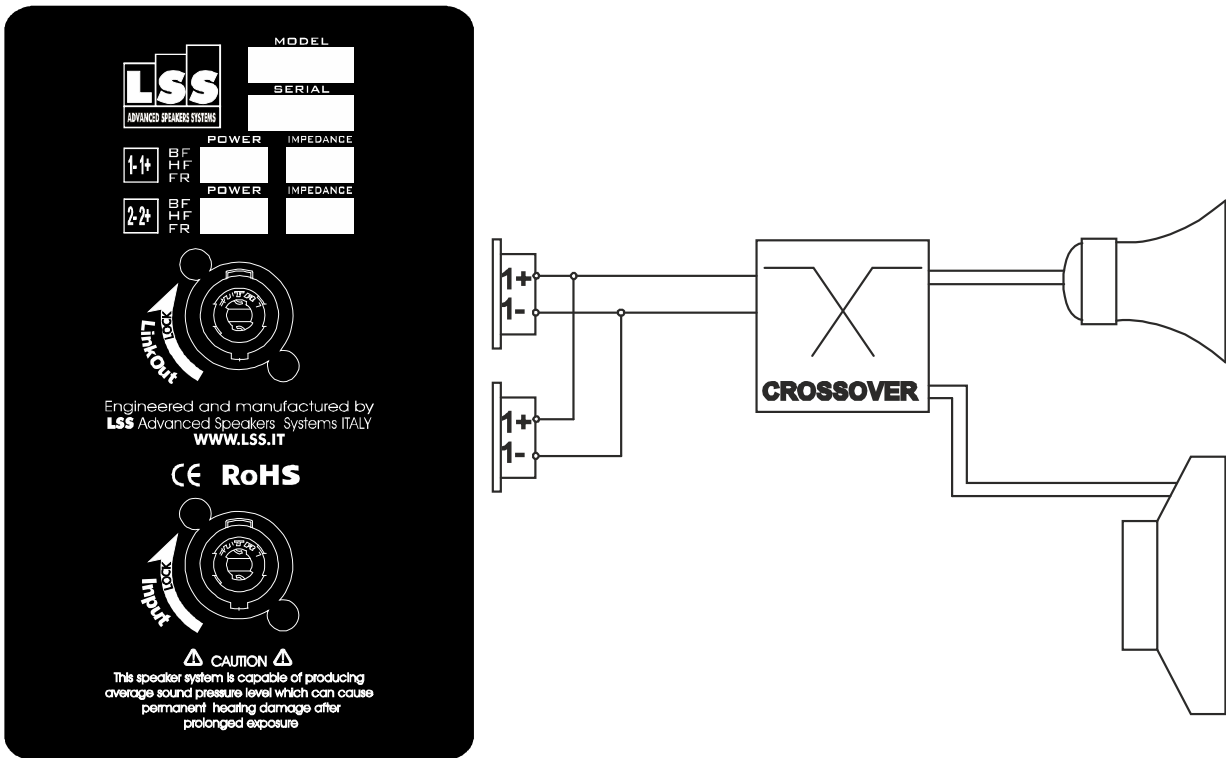 MODEL
LSS
ADVANCED SPEAKERS SYSTEMS
SERIAL
POWER IMPEDANCE
1- 1+
BF
HF
FR
POWER IMPEDANCE
2- 2+
BF
HF
FR
LOCK
LinkOut
Engineered and manufactured by
LSS Advanced Speakers Systems ITALY
WWW.LSS.IT
CE RoHS
LOCK
Input
CAUTION
This speaker system is capable of producing
average sound pressure level which can cause
permanent hearing damage after
prolonged exposure
1+
1-
1+
1-
CROSSOVER